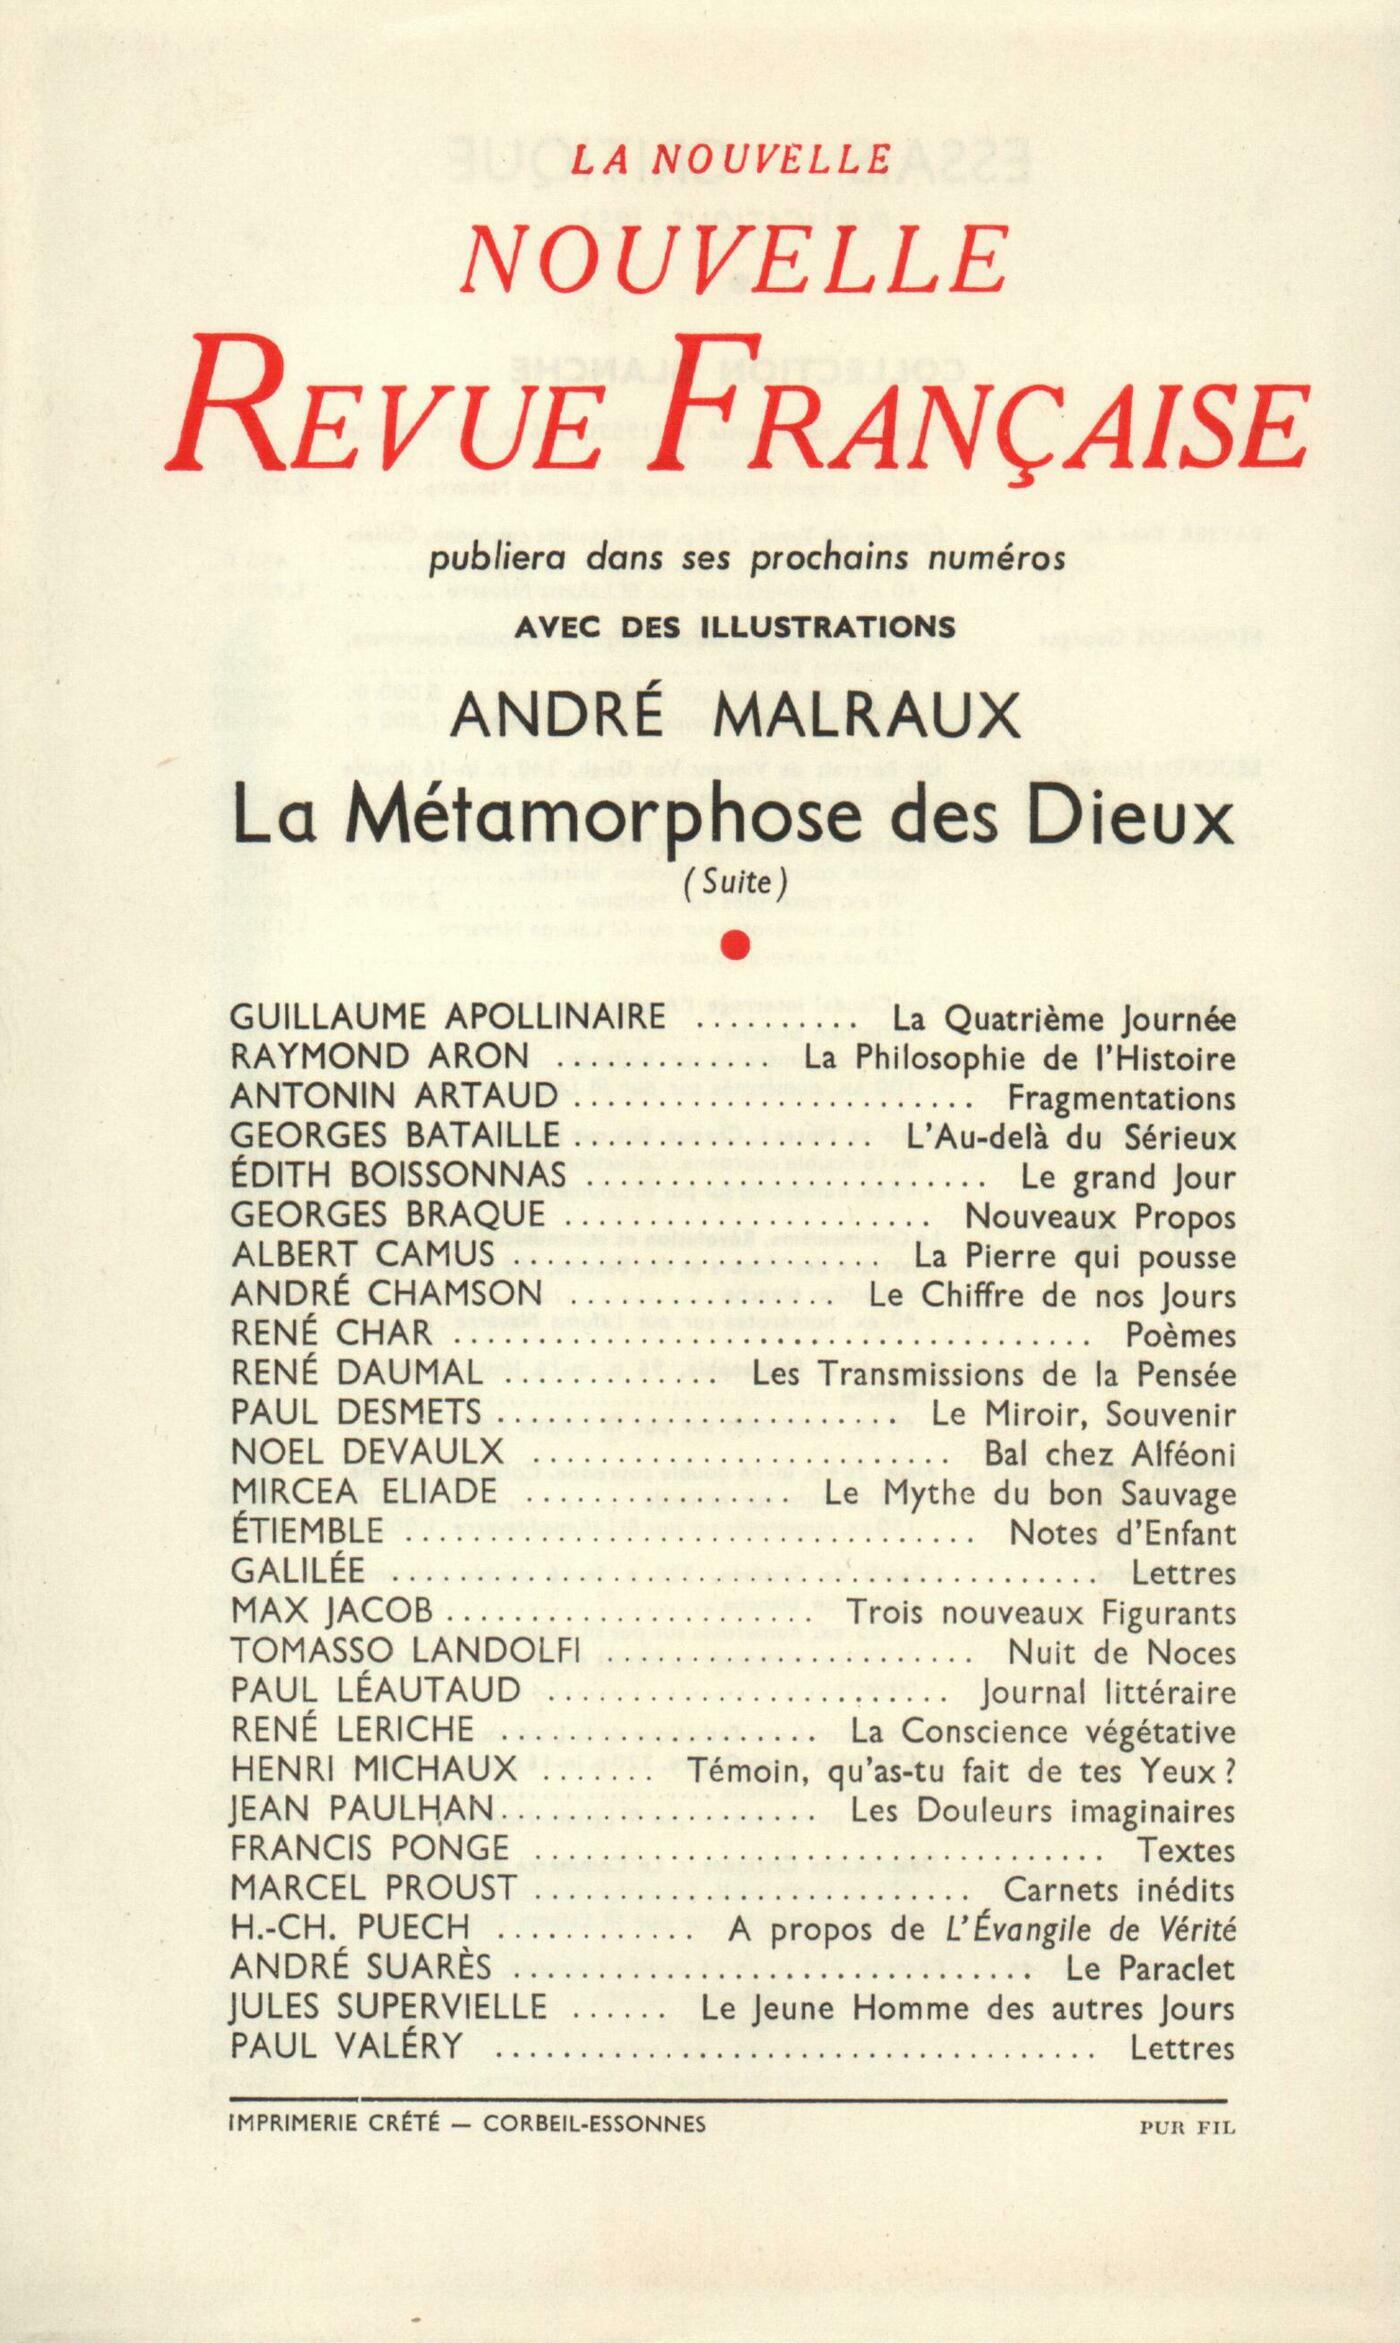 LA NOUVELLE
NOUVELLE
REVUE FRANÇAISE
publiera dans ses prochains numéros
AVEC DES ILLUSTRATIONS
ANDRÉ MALRAUX
La Métamorphose des Dieux
(Suite)
GUILLAUME APOLLINAIRE .......... La Quatrième Journée
RAYMOND ARON ............. La Philosophie de l'Histoire
ANTONIN ARTAUD ........................ Fragmentations
GEORGES BATAILLE .................. L'Au-delà du Sérieux
ÉDITH BOISSONNAS ........................ Le grand Jour
GEORGES BRAQUE ...................... Nouveaux Propos
ALBERT CAMUS ...................... La Pierre qui pousse
ANDRÉ CHAMSON ................ Le Chiffre de nos Jours
RENÉ CHAR ...................................... Poèmes
RENÉ DAUMAL ............. Les Transmissions de la Pensée
PAUL DESMETS ........................ Le Miroir, Souvenir
NOEL DEVAULX ......................... Bal chez Alféoni
MIRCEA ELIADE ................ Le Mythe du bon Sauvage
ÉTIEMBLE .................................. Notes d'Enfant
GALILÉE .......................................... Lettres
MAX JACOB ...................... Trois nouveaux Figurants
TOMASSO LANDOLFI ...................... Nuit de Noces
PAUL LÉAUTAUD ........................ Journal littéraire
RENÉ LERICHE ................... La Conscience végétative
HENRI MICHAUX ....... Témoin, qu'as-tu fait de tes Yeux ?
JEAN PAULHAN ................... Les Douleurs imaginaires
FRANCIS PONGE .................................. Textes
MARCEL PROUST .......................... Carnets inédits
H.-CH. PUECH ............ A propos de L'Évangile de Vérité
ANDRÉ SUARÈS ............................... Le Paraclet
JULES SUPERVIELLE ...... Le Jeune Homme des autres Jours
PAUL VALÉRY .................................... Lettres
IMPRIMERIE CRÉTÉ — CORBEIL-ESSONNES PUR FIL